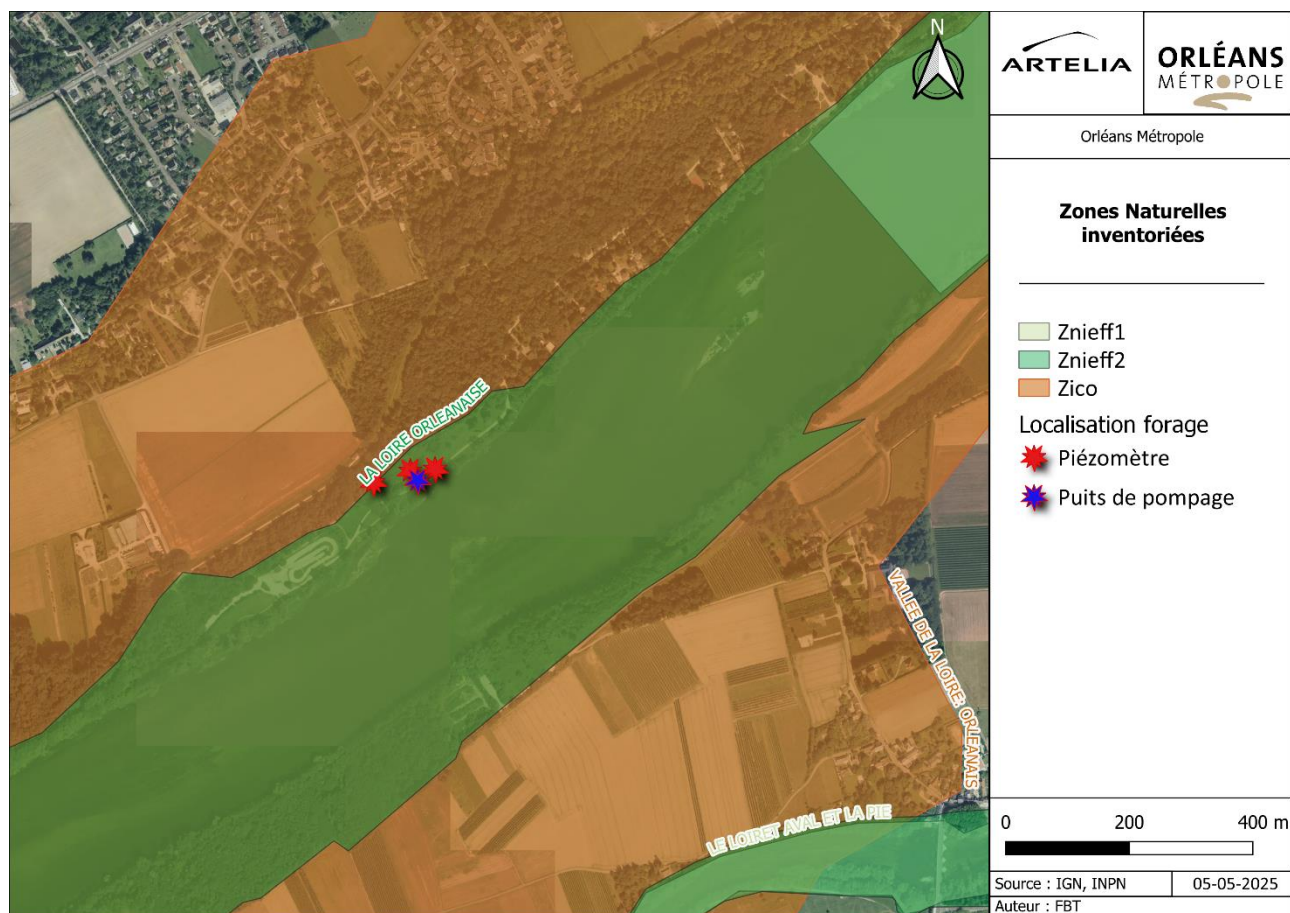 N
LA LOIRE ORLEANAISE
VALLEE DE LA LOIRE: ORLEANAIS
LE LOIRET AVAL ET LA PIE
ARTELIA
ORLÉANS
MÉTROPOLE
Orléans Métropole
Zones Naturelles
inventoriées
Znieff1
Znieff2
Zico
Localisation forage
Piézomètre
Puits de pompage
0 200 400 m
Source : IGN, INPN 05-05-2025
Auteur : FBT